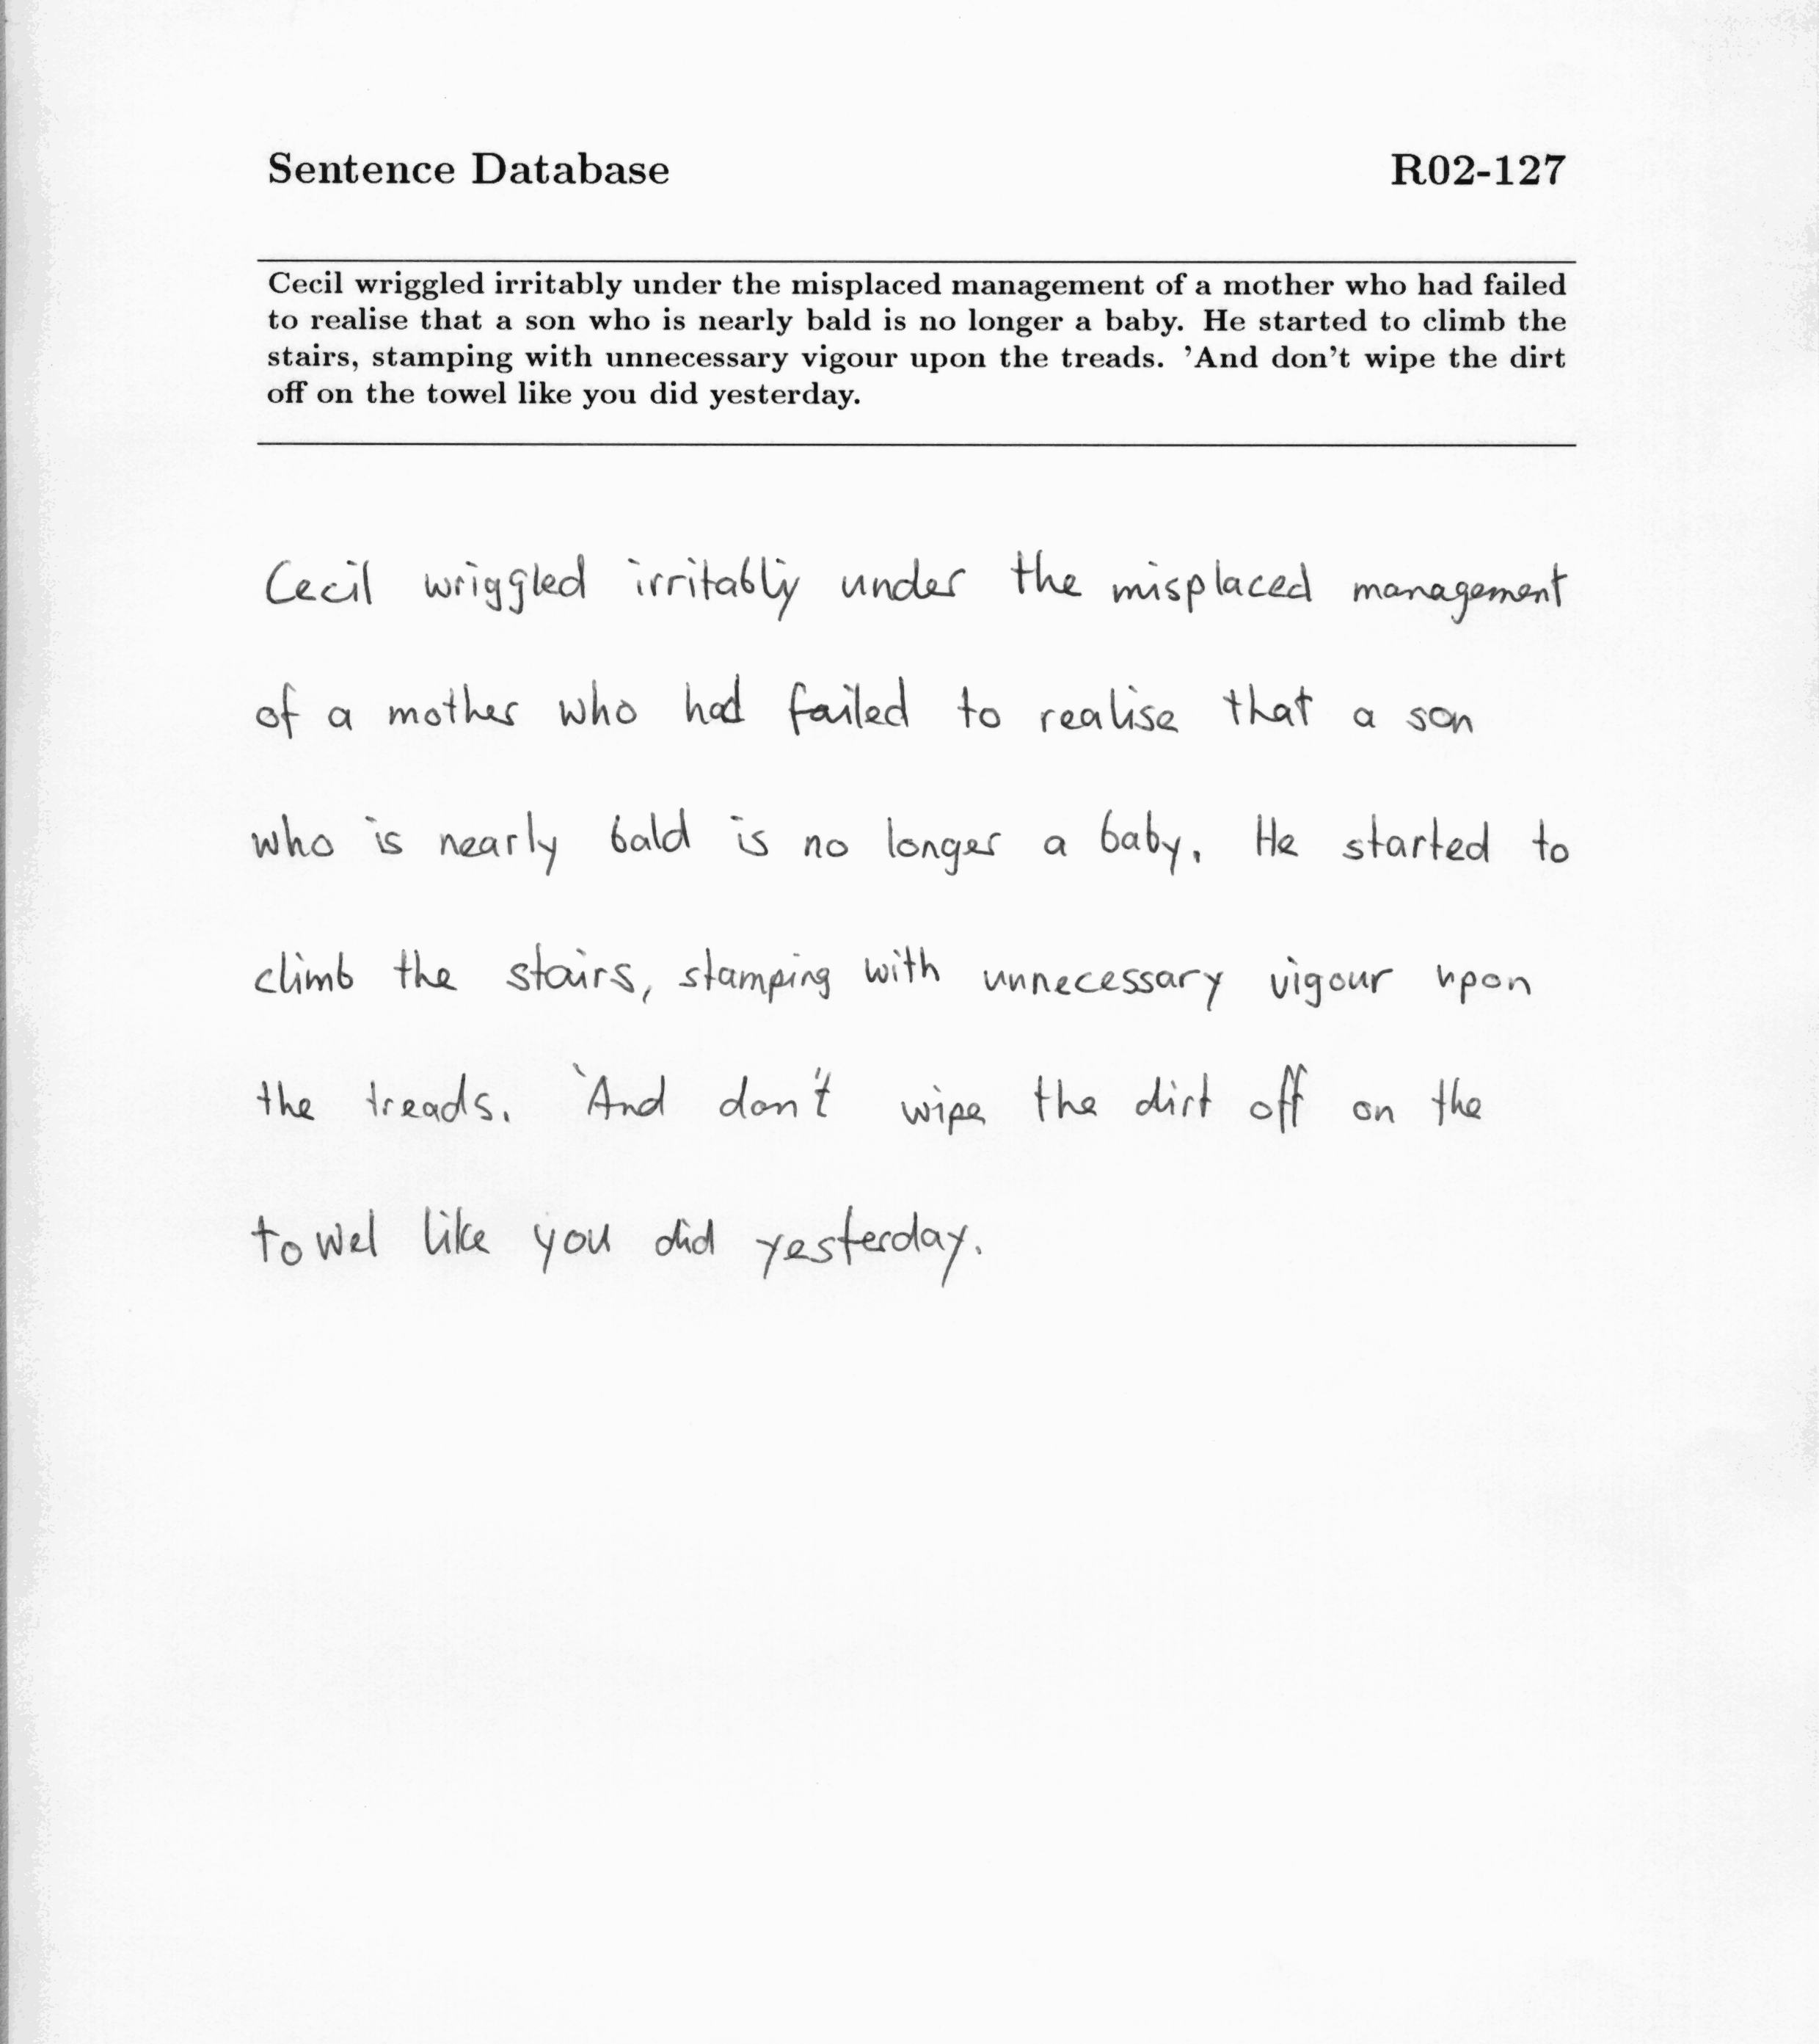 Sentence Database R02-127
Cecil wriggled irritably under the misplaced management of a mother who had failed
to realise that a son who is nearly bald is no longer a baby. He started to climb the
stairs, stamping with unnecessary vigour upon the treads. 'And don't wipe the dirt
off on the towel like you did yesterday.
Cecil wriggled irritably under the misplaced management
of a mother who had failed to realise that a son
who is nearly bald is no longer a baby. He started to
climb the stairs, stamping with unnecessary vigour upon
the treads. 'And don't wipe the dirt off on the
towel like you did yesterday.